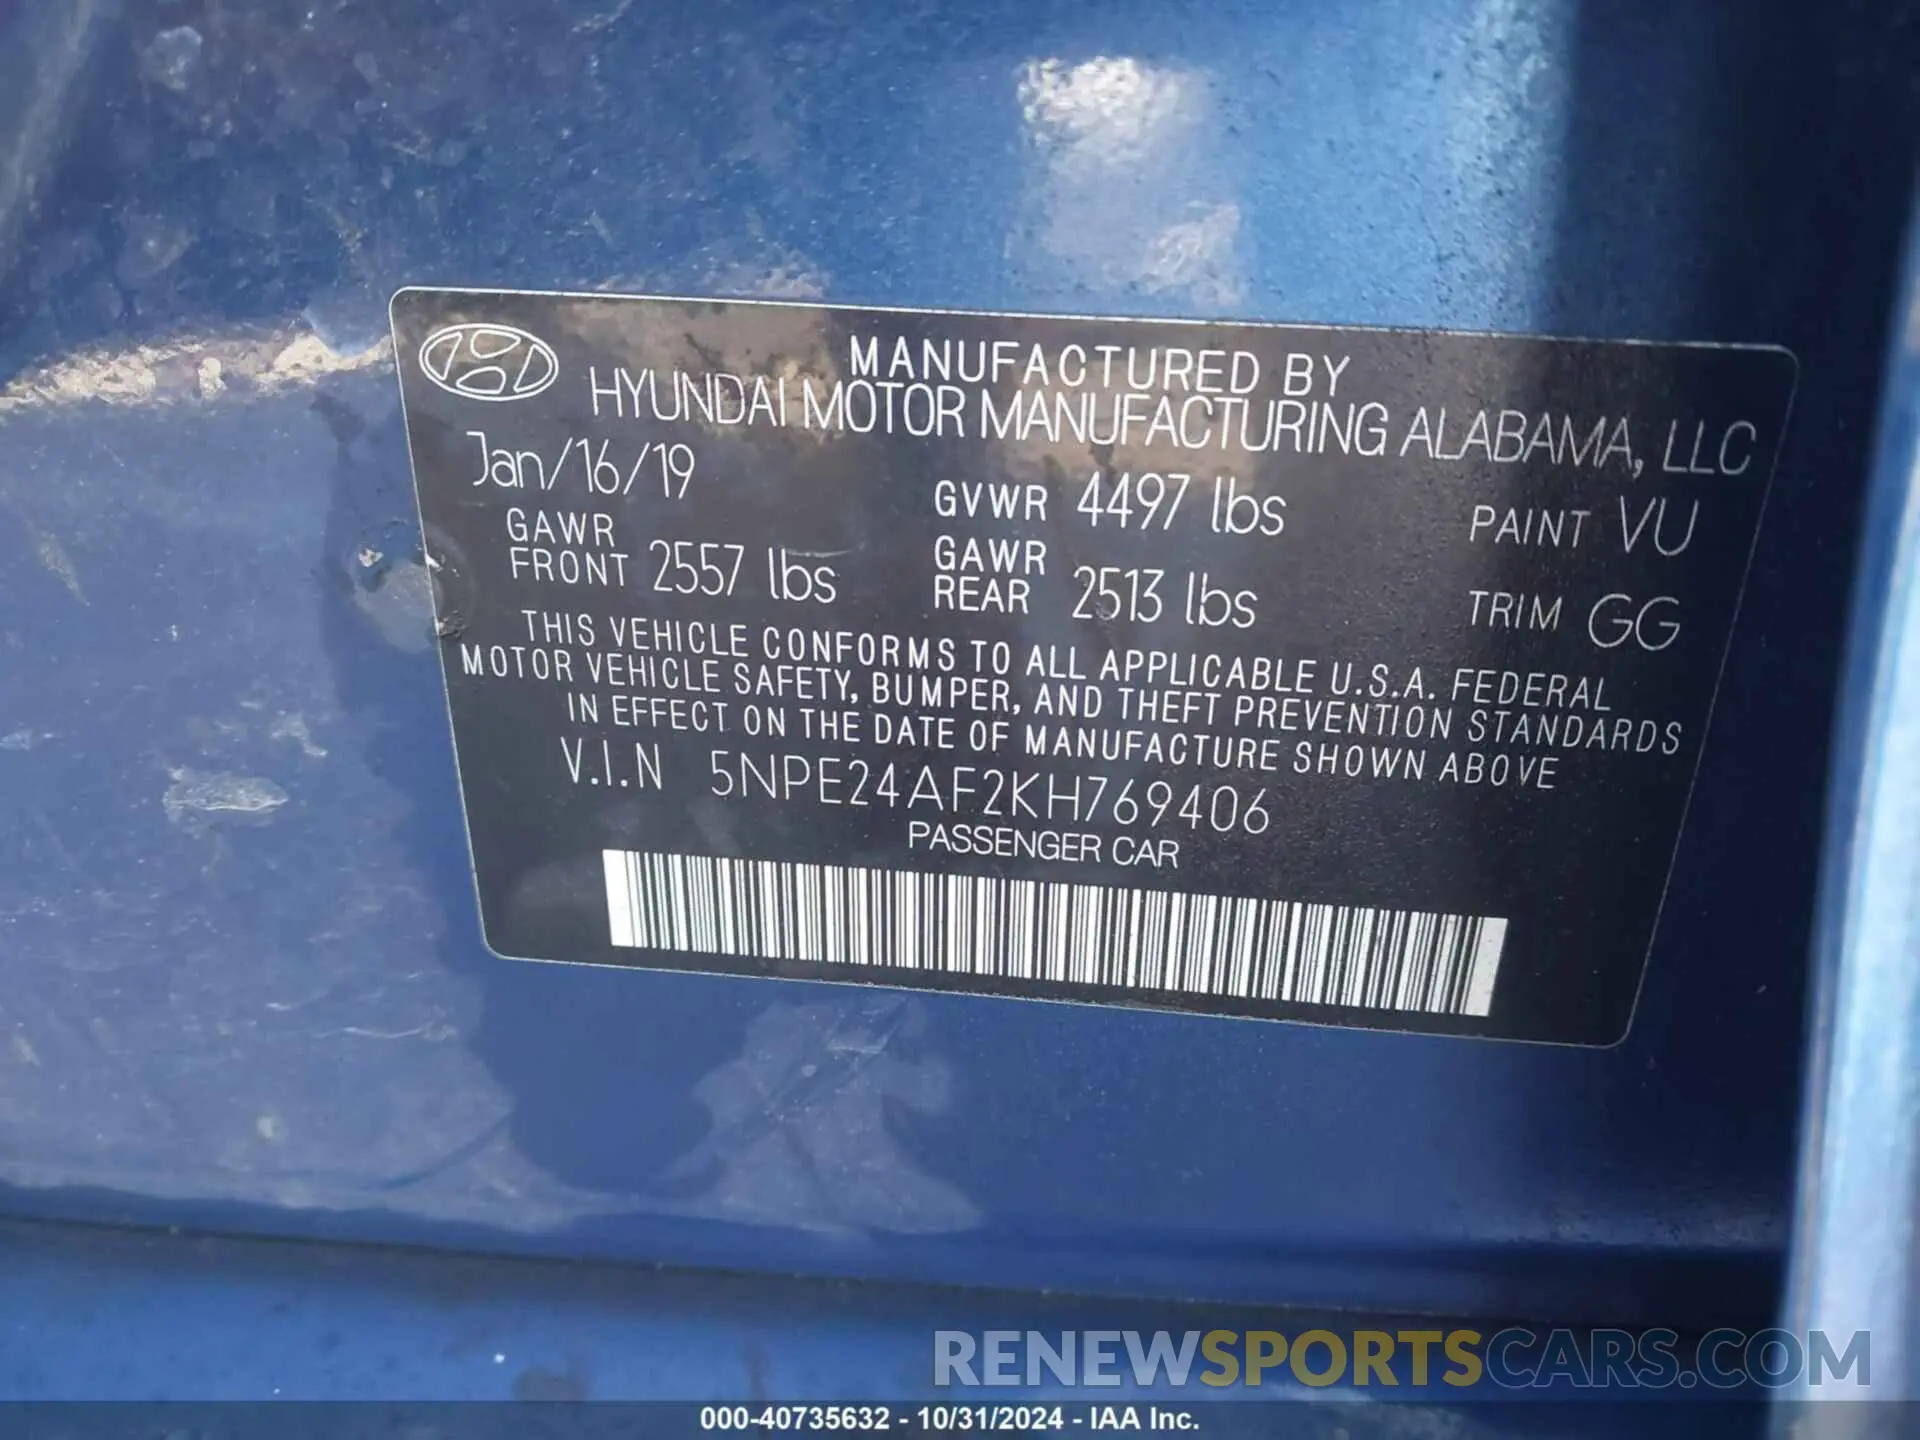 MANUFACTURED BY
HYUNDAI MOTOR MANUFACTURING ALABAMA, LLC
Jan/16/19 GVWR 4497 lbs PAINT VU
GAWR FRONT 2557 lbs GAWR REAR 2513 lbs TRIM GG
THIS VEHICLE CONFORMS TO ALL APPLICABLE U.S.A. FEDERAL
MOTOR VEHICLE SAFETY, BUMPER, AND THEFT PREVENTION STANDARDS
IN EFFECT ON THE DATE OF MANUFACTURE SHOWN ABOVE
V.I.N 5NPE24AF2KH769406
PASSENGER CAR
RENEWSPORTSCARS.COM
000-40735632 - 10/31/2024 - IAA Inc.